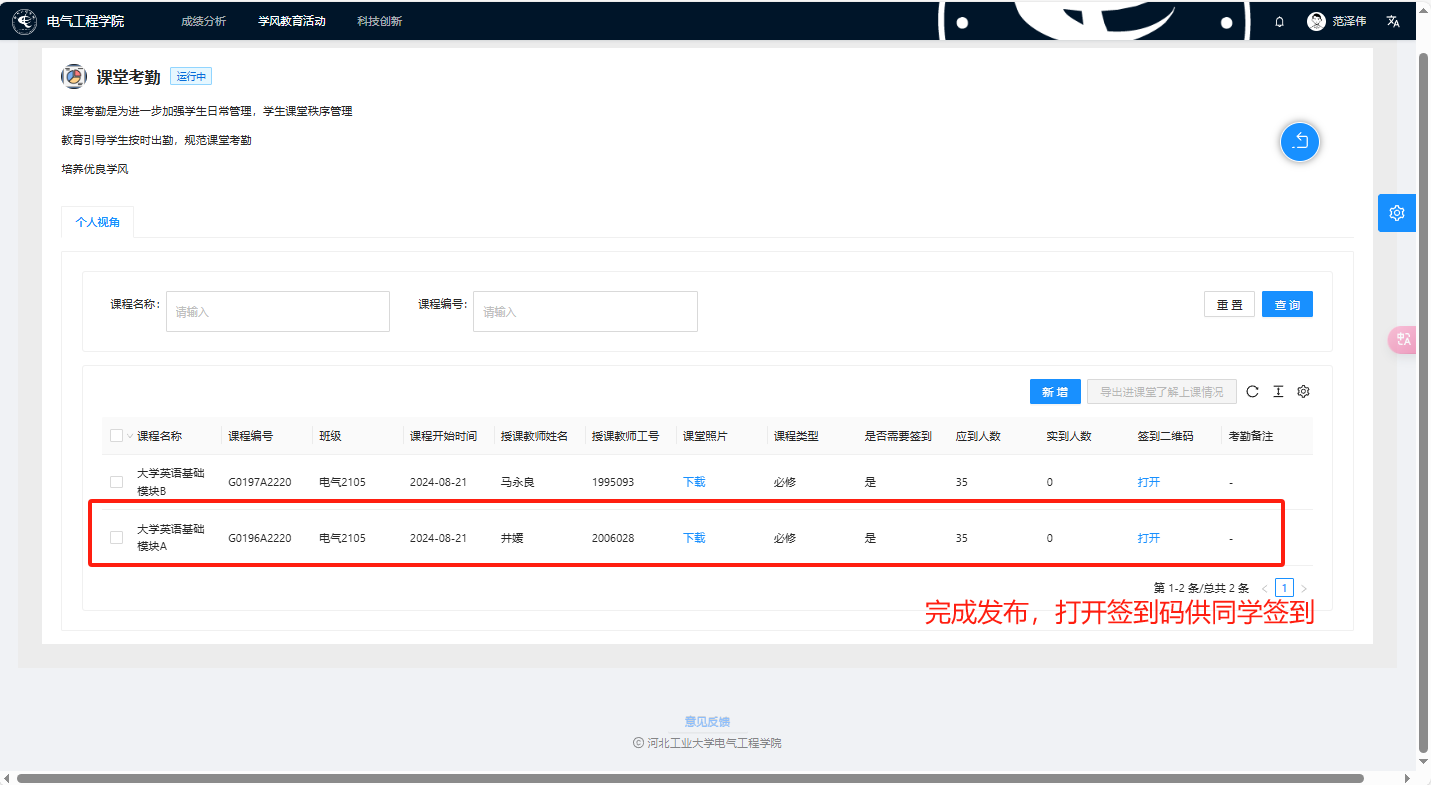 电气工程学院 成绩分析 学风教育活动 科技创新 范泽伟
课堂考勤 运行中
课堂考勤是为进一步加强学生日常管理，学生课堂秩序管理
教育引导学生按时出勤，规范课堂考勤
培养优良学风
个人视角
课程名称: 请输入 课程编号: 请输入 重 置 查 询
新 增 导出进课堂了解上课情况
课程名称 课程编号 班级 课程开始时间 授课教师姓名 授课教师工号 课堂照片 课程类型 是否需要签到 应到人数 实到人数 签到二维码 考勤备注
大学英语基础
模块B G0197A2220 电气2105 2024-08-21 马永良 1995093 下载 必修 是 35 0 打开 -
大学英语基础
模块A G0196A2220 电气2105 2024-08-21 井媛 2006028 下载 必修 是 35 0 打开 -
第 1-2 条/总共 2 条 < 1 >
完成发布，打开签到码供同学签到
意见反馈
© 河北工业大学电气工程学院